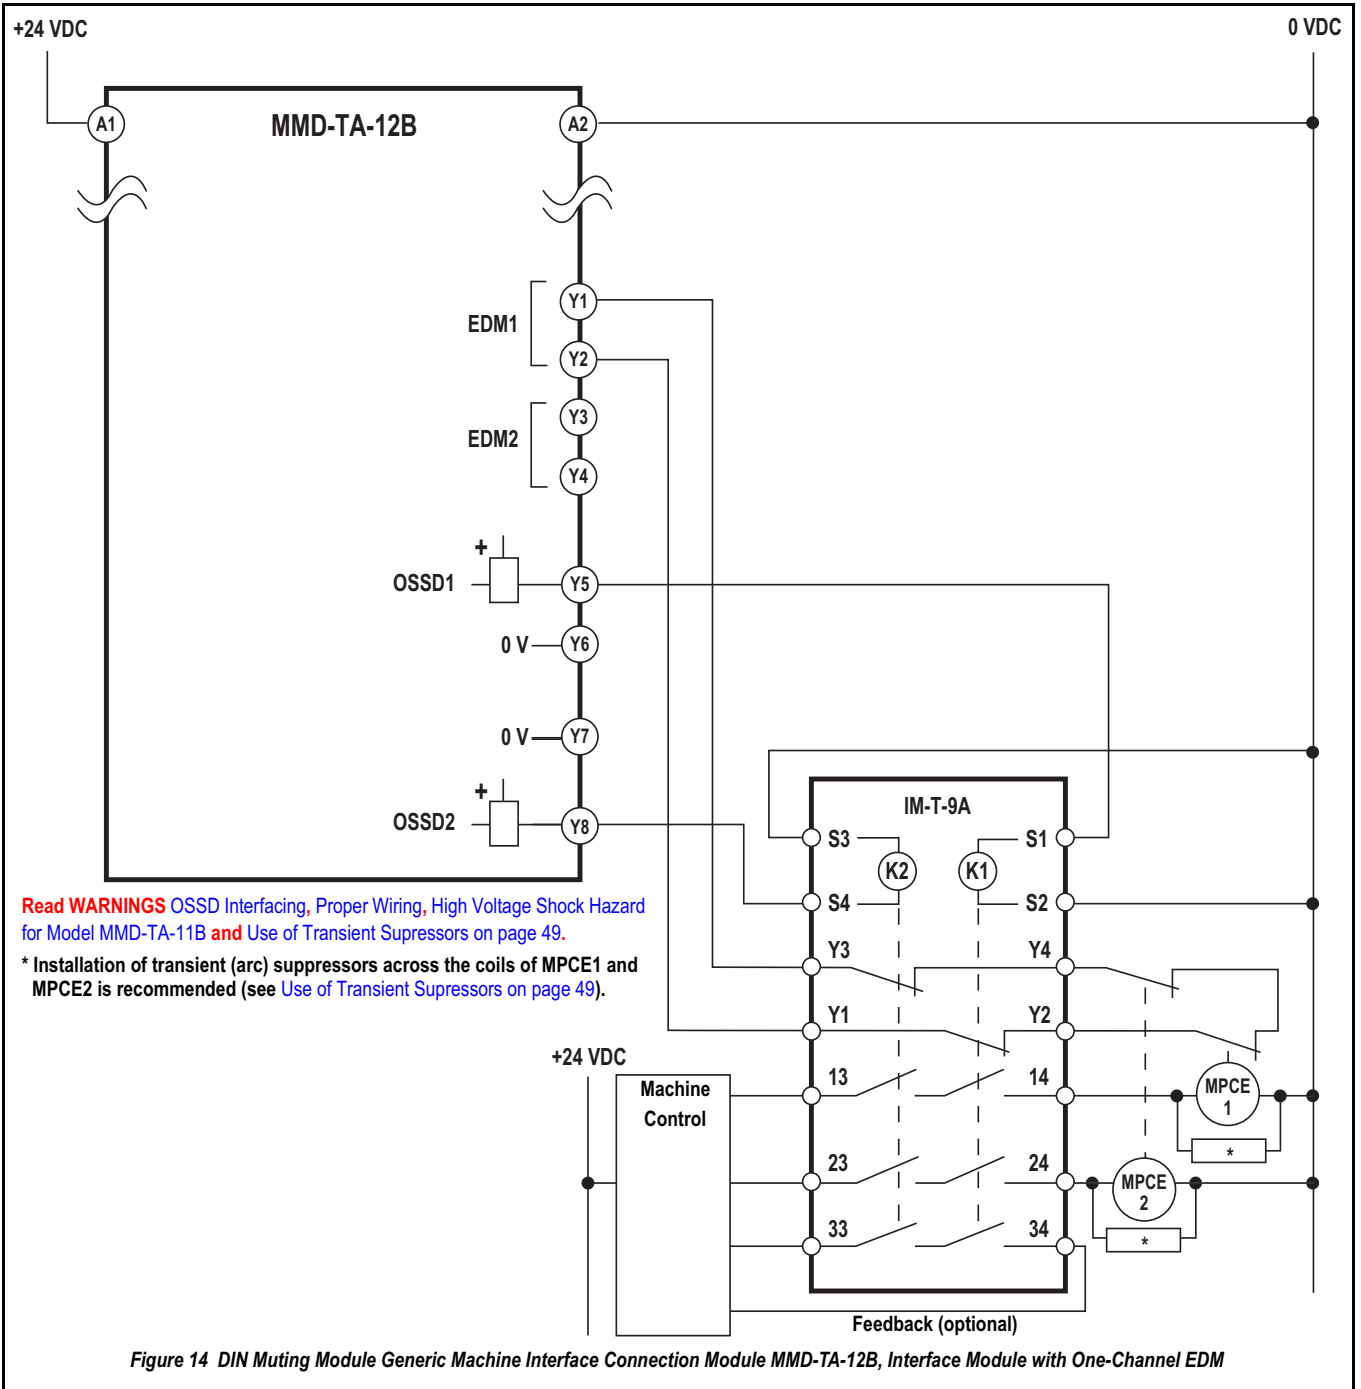 +24 VDC
0 VDC
A1
MMD-TA-12B
A2
Y1
EDM1
Y2
Y3
EDM2
Y4
+
OSSD1
Y5
0 V
Y6
0 V
Y7
+
OSSD2
Y8
IM-T-9A
S3
S1
K2
K1
S4
S2
Y3
Y4
Y1
Y2
13
14
23
24
33
34
MPCE
1
*
MPCE
2
*
Read WARNINGS OSSD Interfacing, Proper Wiring, High Voltage Shock Hazard
for Model MMD-TA-11B and Use of Transient Supressors on page 49.
* Installation of transient (arc) suppressors across the coils of MPCE1 and
MPCE2 is recommended (see Use of Transient Supressors on page 49).
+24 VDC
Machine
Control
Feedback (optional)
Figure 14 DIN Muting Module Generic Machine Interface Connection Module MMD-TA-12B, Interface Module with One-Channel EDM